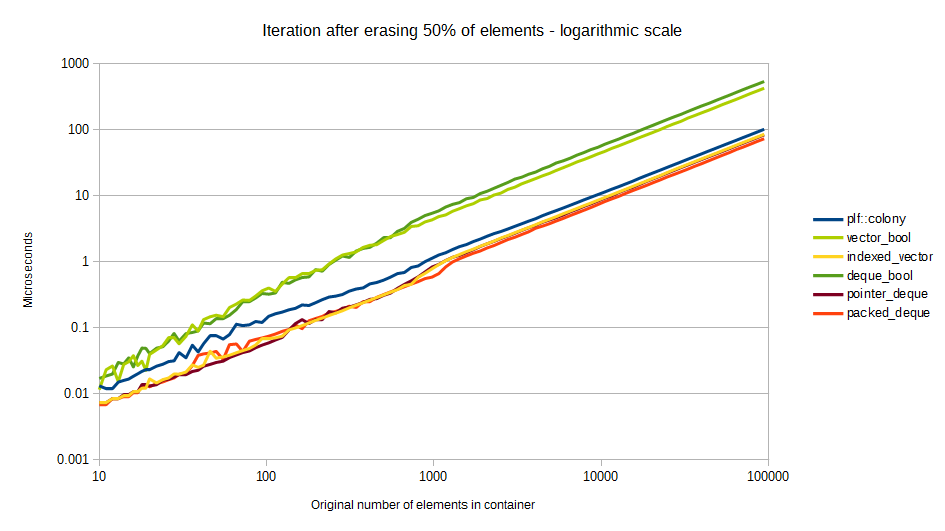 Iteration after erasing 50% of elements - logarithmic scale
1000
100
10
1
0.1
0.01
0.001
Microseconds
10
100
1000
10000
100000
Original number of elements in container
plf::colony
vector_bool
indexed_vector
deque_bool
pointer_deque
packed_deque